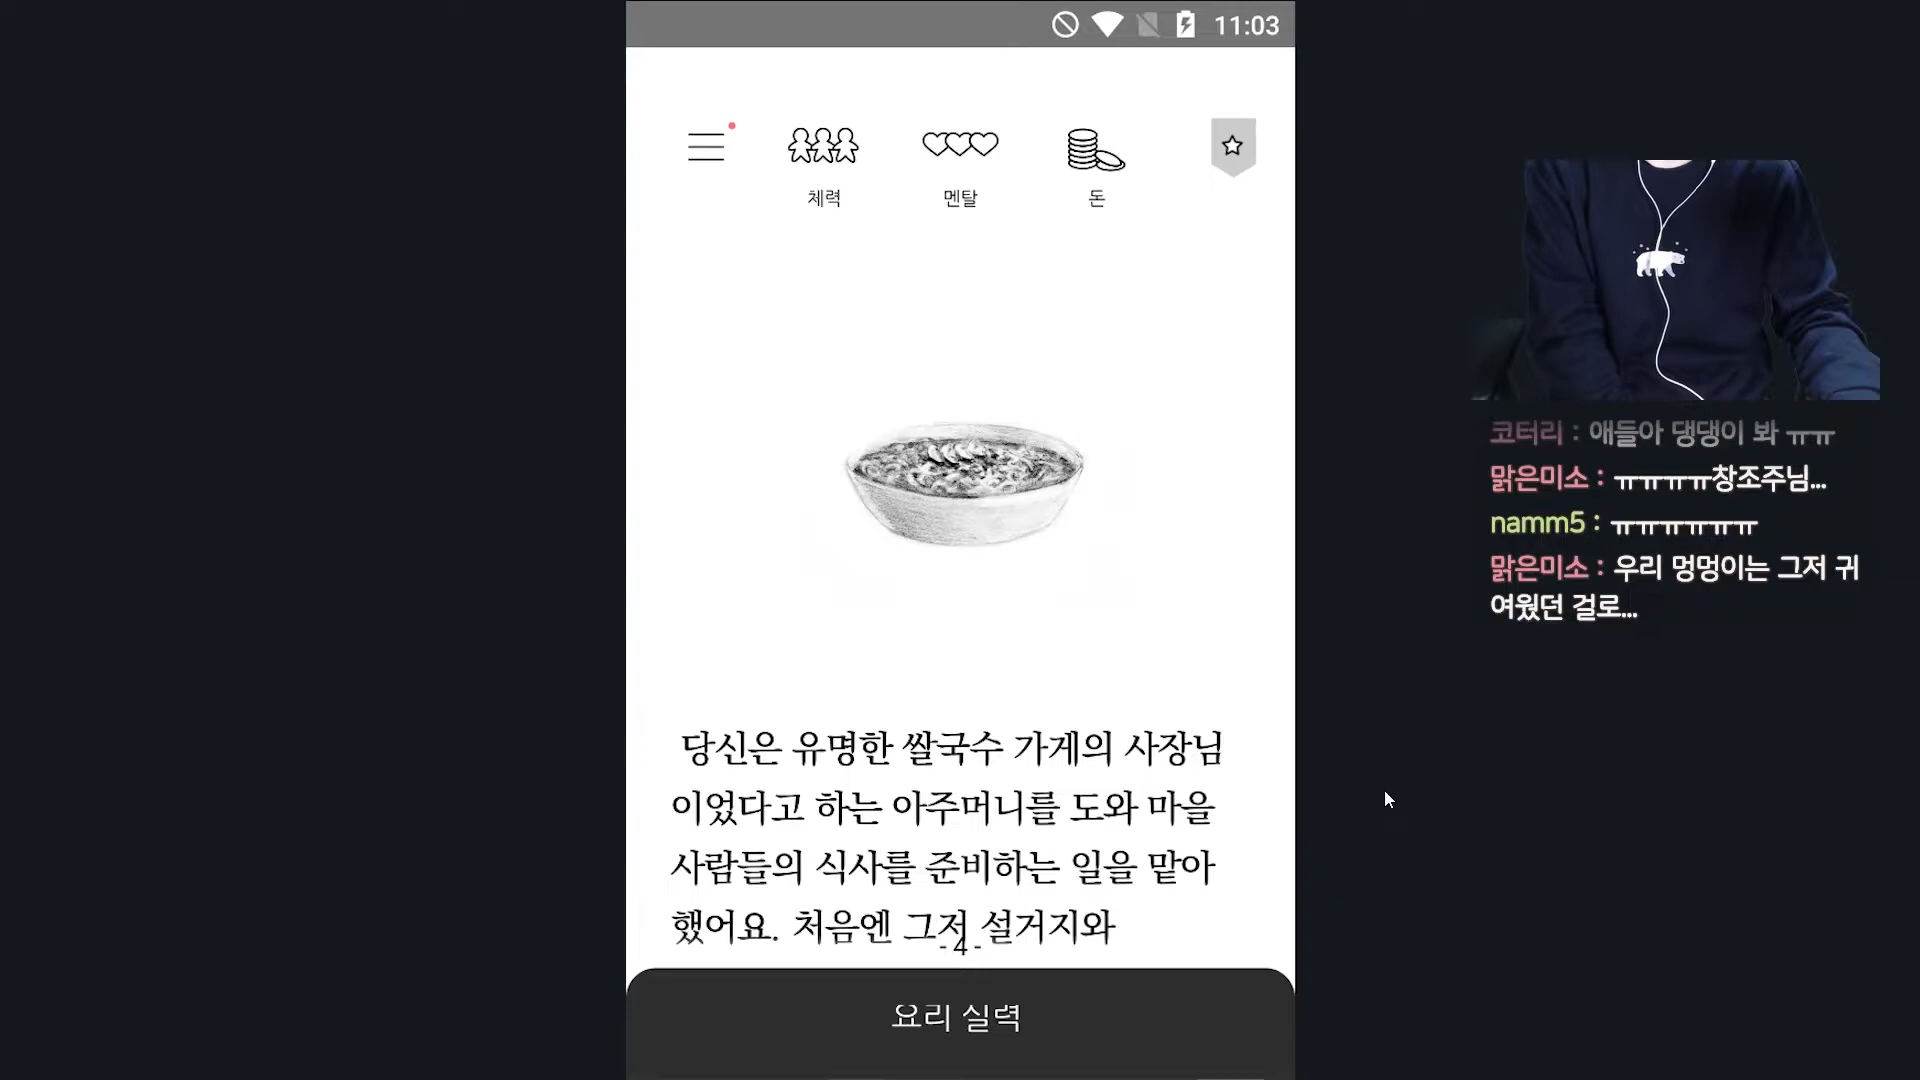 11:03
체력
멘탈
돈
당신은 유명한 쌀국수 가게의 사장님
이었다고 하는 아주머니를 도와 마을
사람들의 식사를 준비하는 일을 맡아
했어요. 처음엔 그저 설거지와
- 4 -
요리 실력
코터리 : 애들아 댕댕이 봐 ㅠㅠ
맑은미소 : ㅠㅠㅠㅠ창조주님...
namm5 : ㅠㅠㅠㅠㅠㅠ
맑은미소 : 우리 멍멍이는 그저 귀
여웠던 걸로...